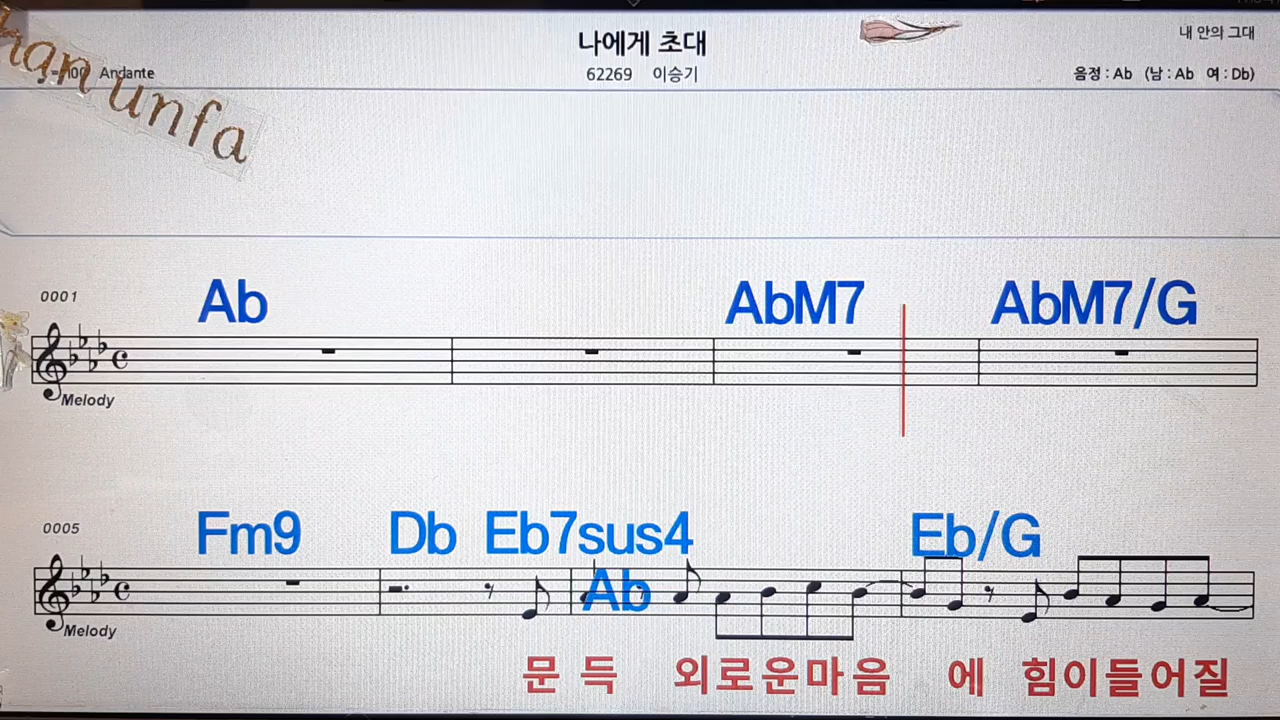 han unfa
나에게 초대
내 안의 그대
= 100 Andante
62269 이승기
음정 : Ab (남 : Ab 여 : Db)
0001
Ab AbM7 AbM7/G
Melody
0005
Fm9 Db Eb7sus4 Ab Eb/G
Melody
문 득 외로운마음 에 힘이들어질